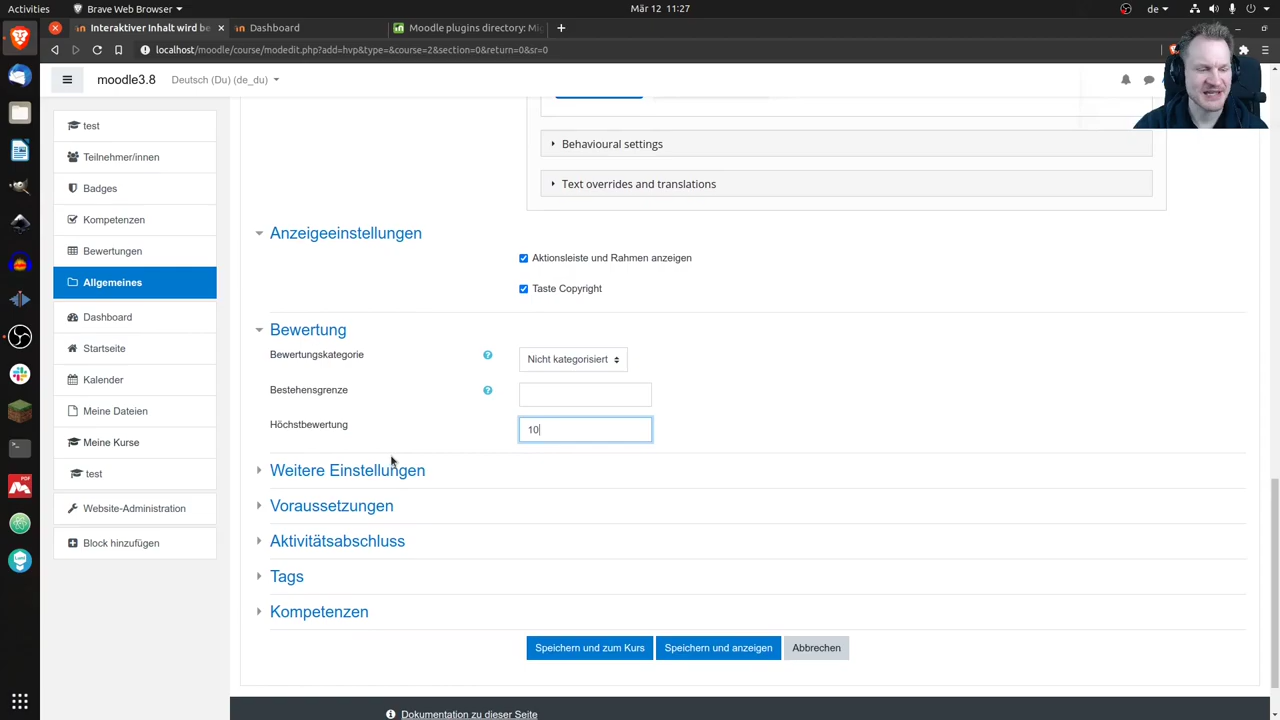 Activities
Brave Web Browser
Mär 12 11:27
de
Interaktiver Inhalt wird be
Dashboard
Moodle plugins directory: Mi
localhost/moodle/course/modedit.php?add=hvp&type=&course=2&section=0&return=0&sr=0
moodle3.8
Deutsch (Du) (de_du)
test
Teilnehmer/innen
Badges
Kompetenzen
Bewertungen
Allgemeines
Dashboard
Startseite
Kalender
Meine Dateien
Meine Kurse
test
Website-Administration
Block hinzufügen
Behavioural settings
Text overrides and translations
Anzeigeeinstellungen
Aktionsleiste und Rahmen anzeigen
Taste Copyright
Bewertung
Bewertungskategorie
Nicht kategorisiert
Bestehensgrenze
Höchstbewertung
10
Weitere Einstellungen
Voraussetzungen
Aktivitätsabschluss
Tags
Kompetenzen
Speichern und zum Kurs
Speichern und anzeigen
Abbrechen
Dokumentation zu dieser Seite